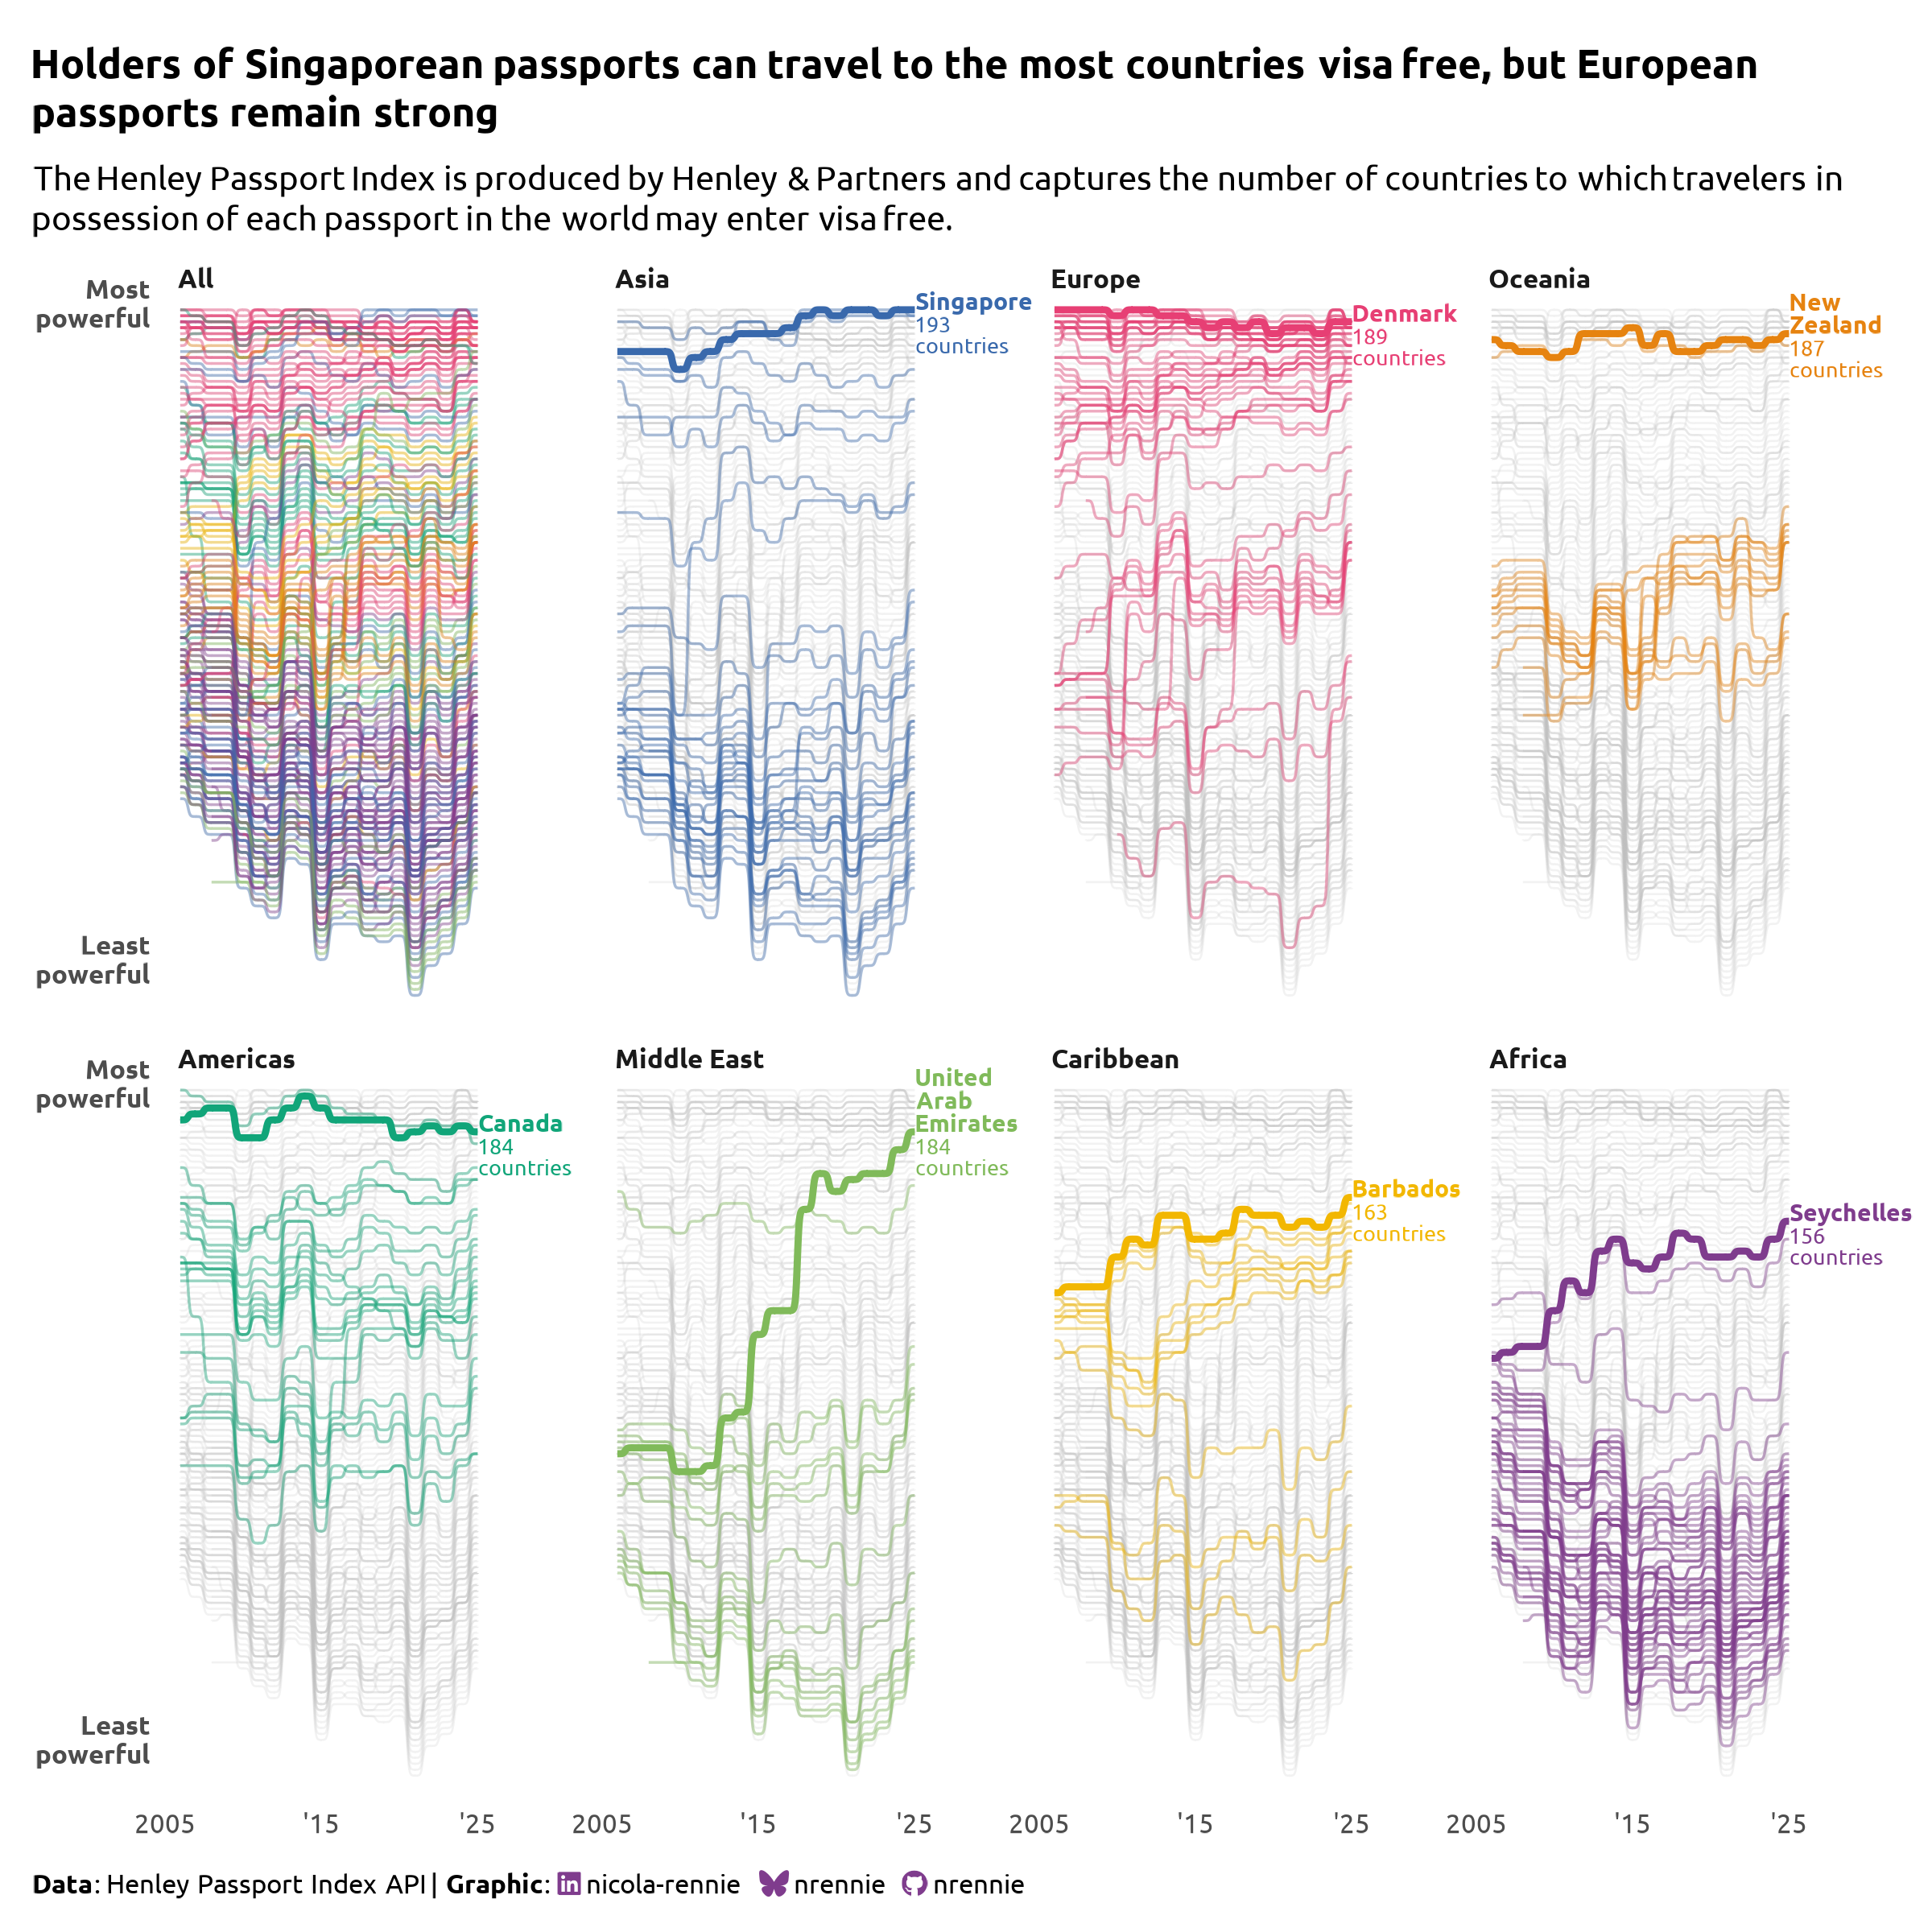 Holders of Singaporean passports can travel to the most countries visa free, but European
passports remain strong
The Henley Passport Index is produced by Henley & Partners and captures the number of countries to which travelers in
possession of each passport in the world may enter visa free.
Most
powerful
Least
powerful
All
Asia
Singapore
193
countries
Europe
Denmark
189
countries
Oceania
New
Zealand
187
countries
Most
powerful
Least
powerful
Americas
Canada
184
countries
Middle East
United
Arab
Emirates
184
countries
Caribbean
Barbados
163
countries
Africa
Seychelles
156
countries
2005 '15 '25 2005 '15 '25 2005 '15 '25 2005 '15 '25
Data: Henley Passport Index API | Graphic: nicola-rennie nrennie nrennie